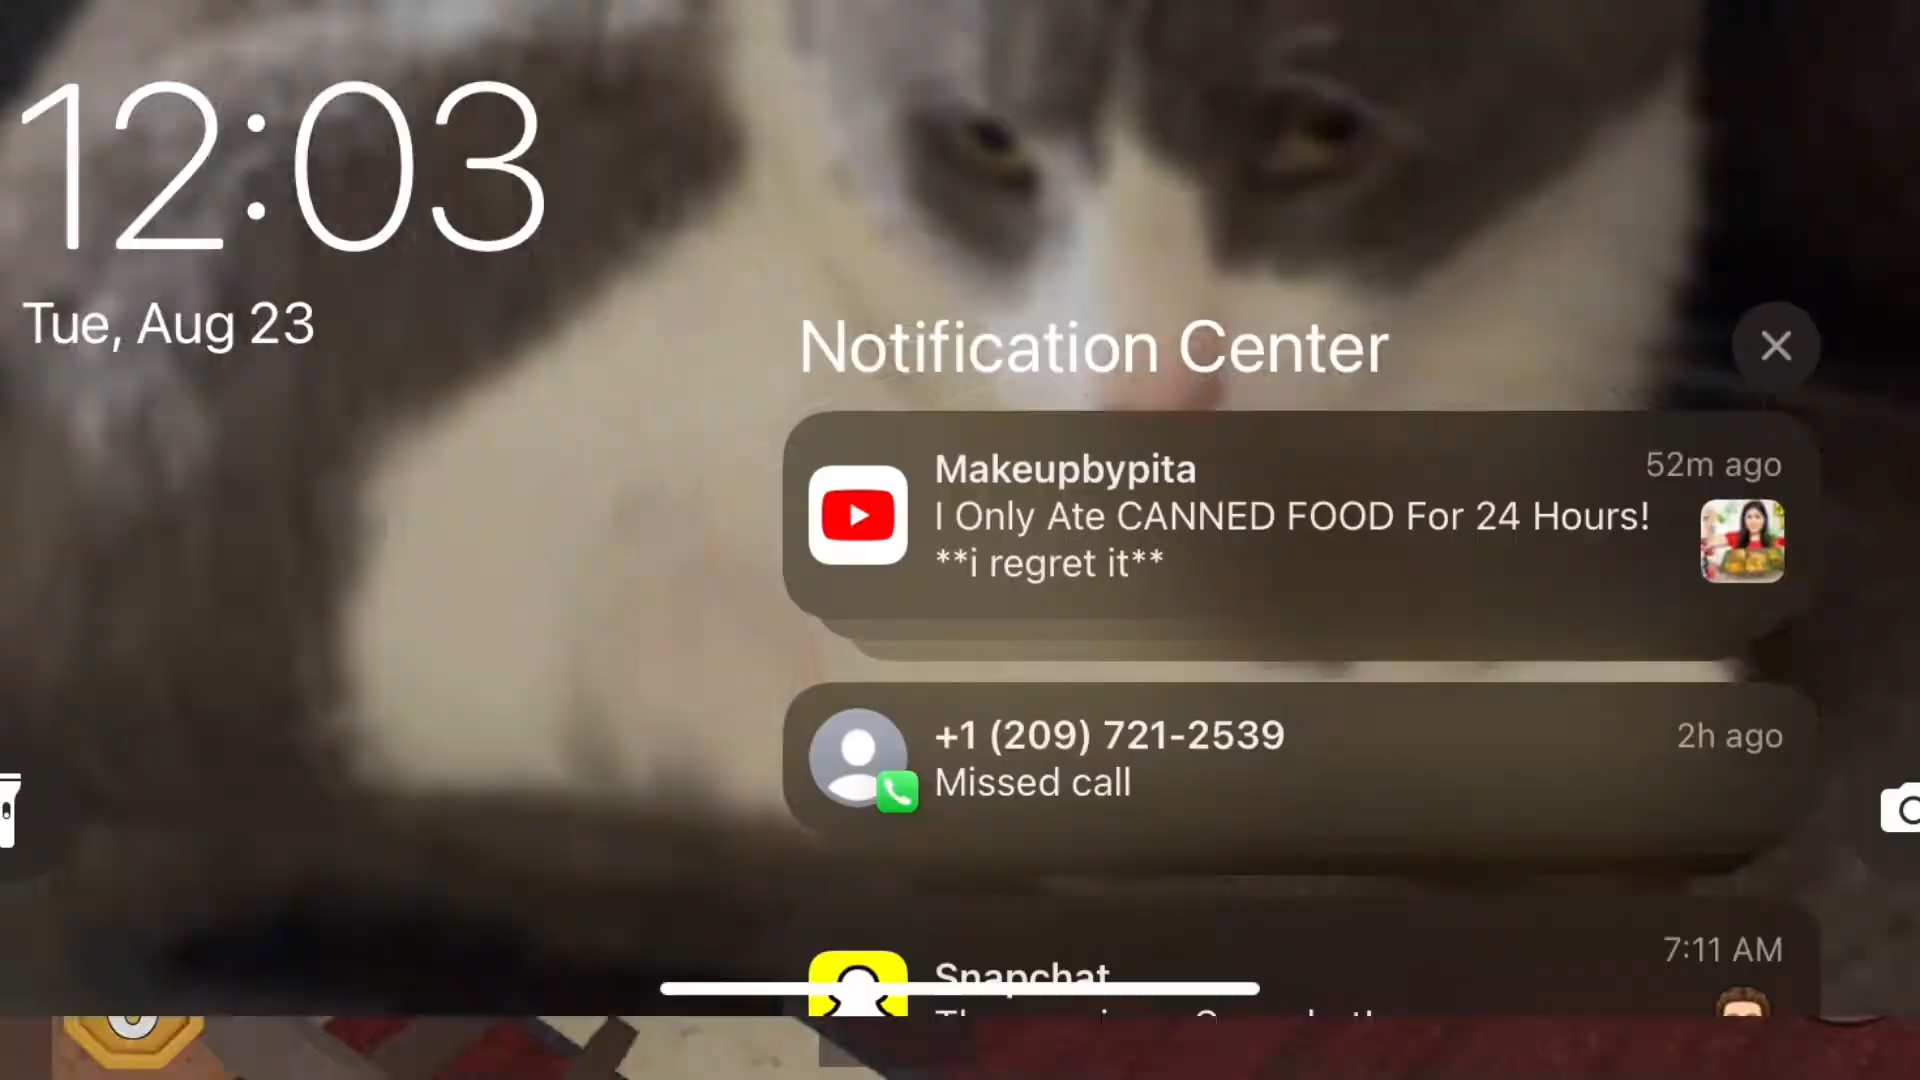 12:03
Tue, Aug 23
Notification Center
Makeupbypita
52m ago
I Only Ate CANNED FOOD For 24 Hours!
**i regret it**
+1 (209) 721-2539
2h ago
Missed call
7:11 AM
Snapchat